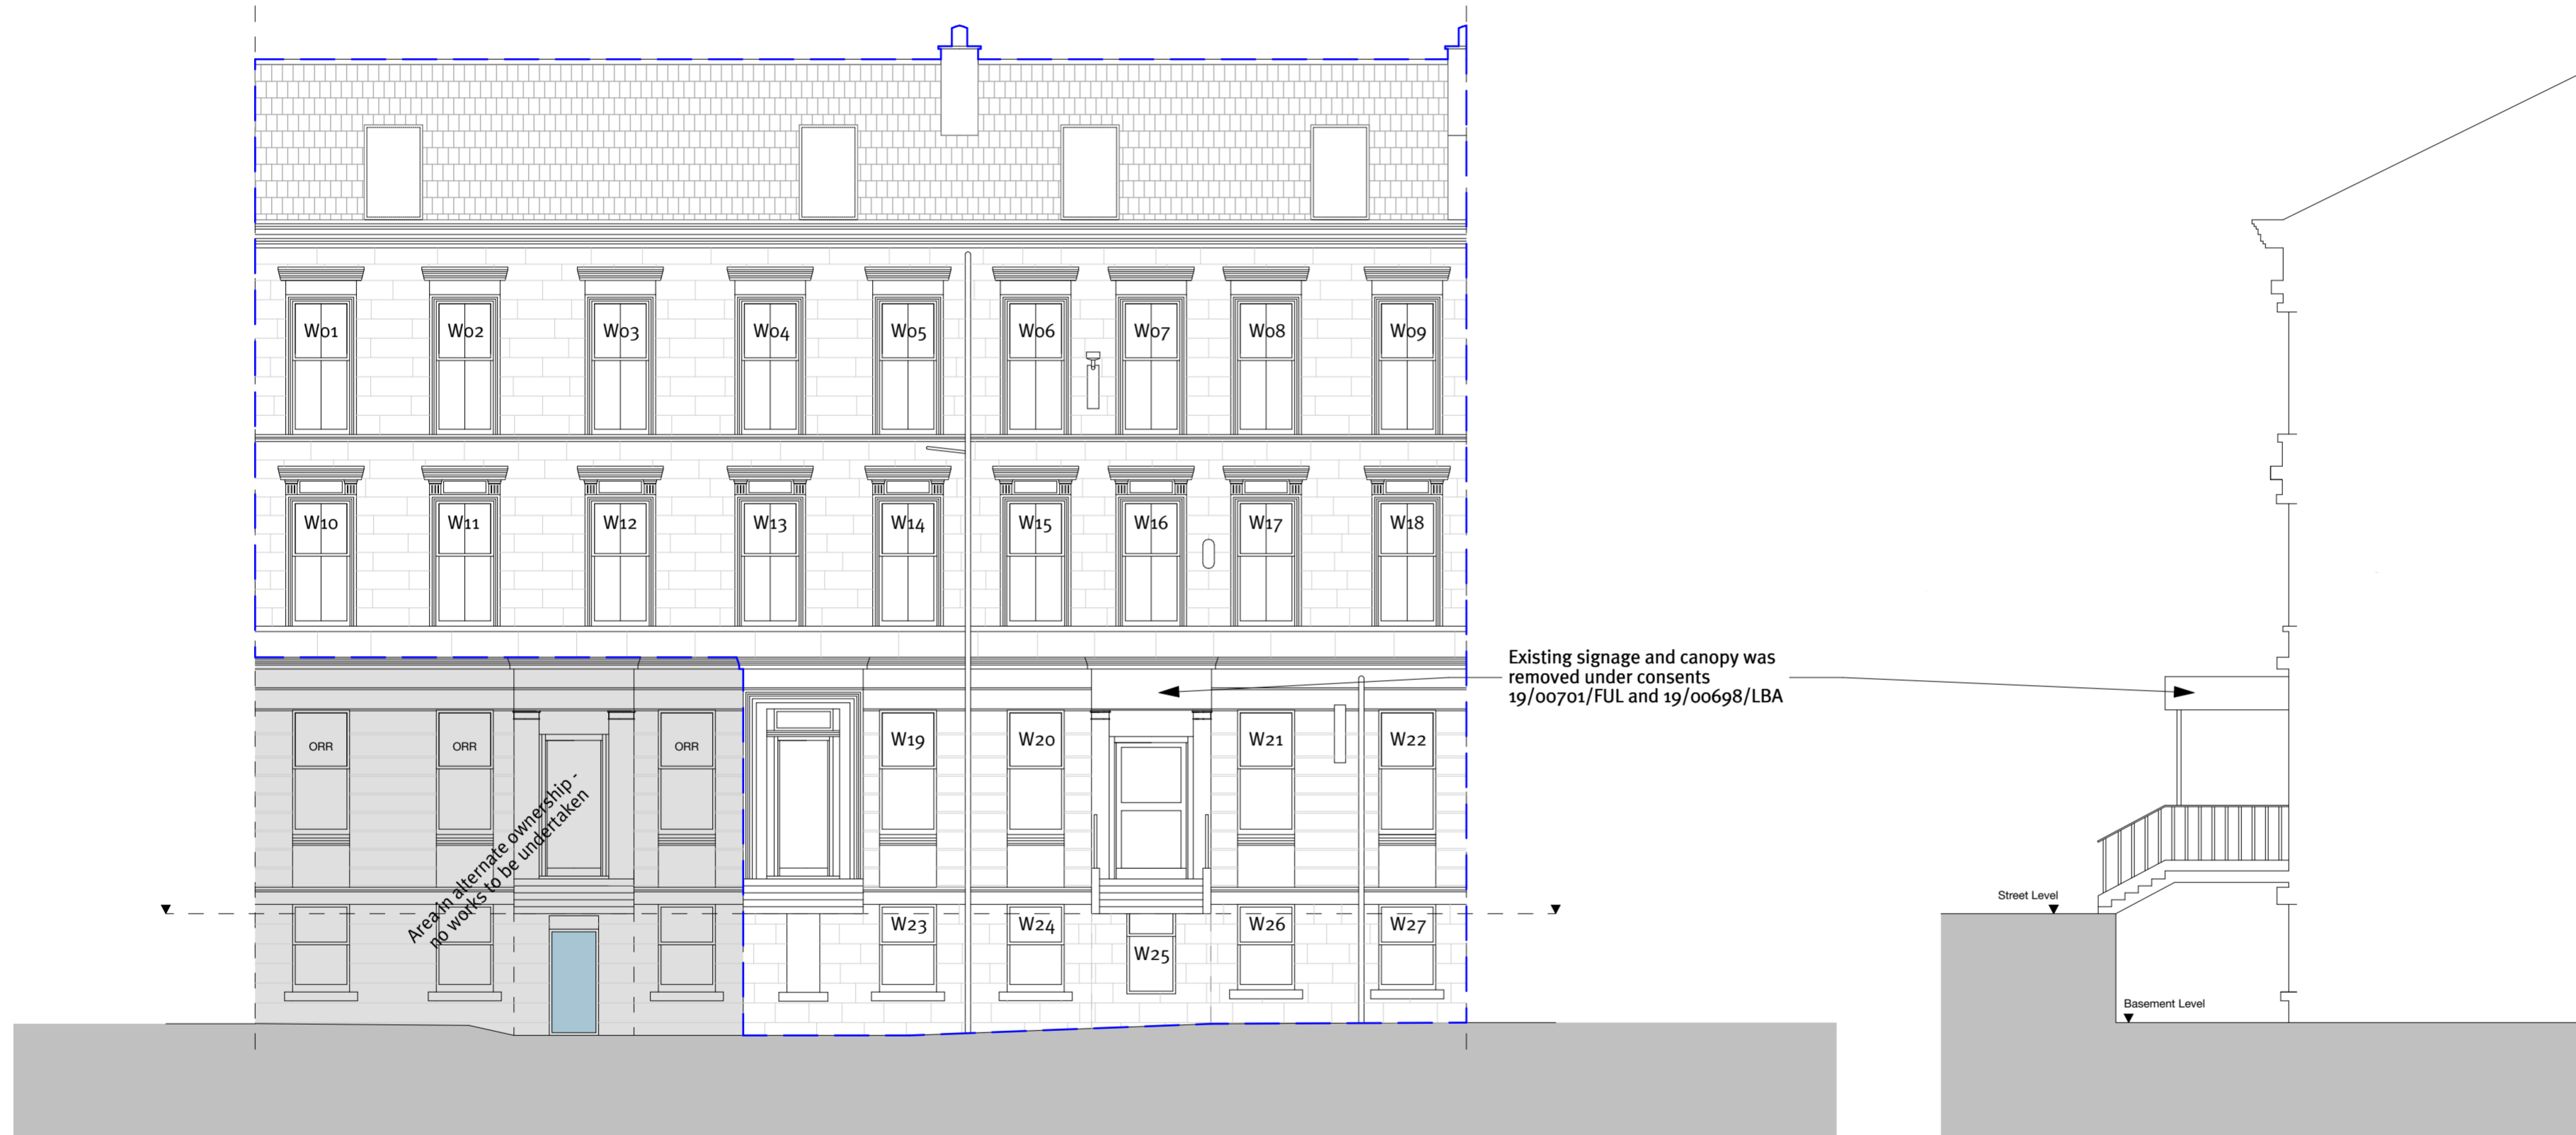 W01
W02
W03
W04
W05
W06
W07
W08
W09
W10
W11
W12
W13
W14
W15
W16
W17
W18
Existing signage and canopy was
removed under consents
19/00701/FUL and 19/00698/LBA
ORR
ORR
ORR
W19
W20
W21
W22
Area in alternate ownership -
no works to be undertaken
Street Level
W23
W24
W25
W26
W27
Basement Level